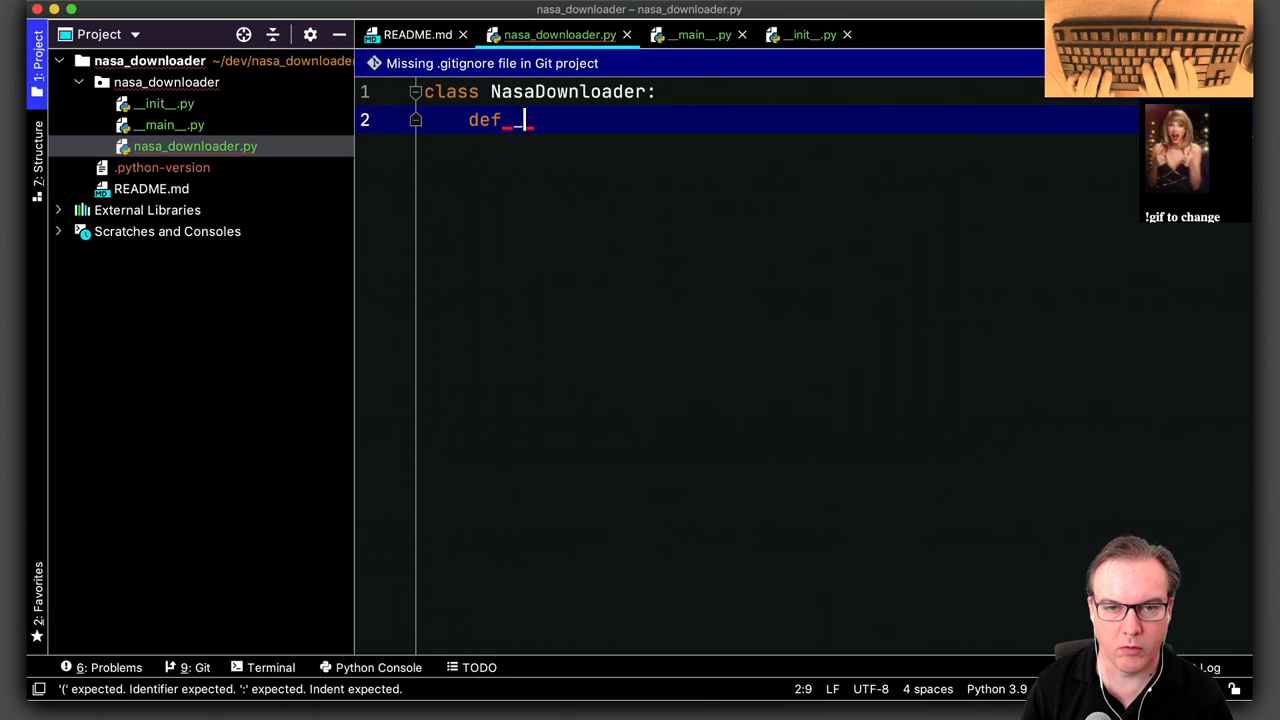 nasa_downloader – nasa_downloader.py
Project
README.md
nasa_downloader.py
__main__.py
__init__.py
1: Project
nasa_downloader ~/dev/nasa_downloader
Missing .gitignore file in Git project
nasa_downloader
1 class NasaDownloader:
__init__.py
2 def _
__main__.py
nasa_downloader.py
7: Structure
.python-version
README.md
External Libraries
!gif to change
Scratches and Consoles
2: Favorites
6: Problems
9: Git
Terminal
Python Console
TODO
Log
'(' expected. Identifier expected. ':' expected. Indent expected.
2:9 LF UTF-8 4 spaces Python 3.9